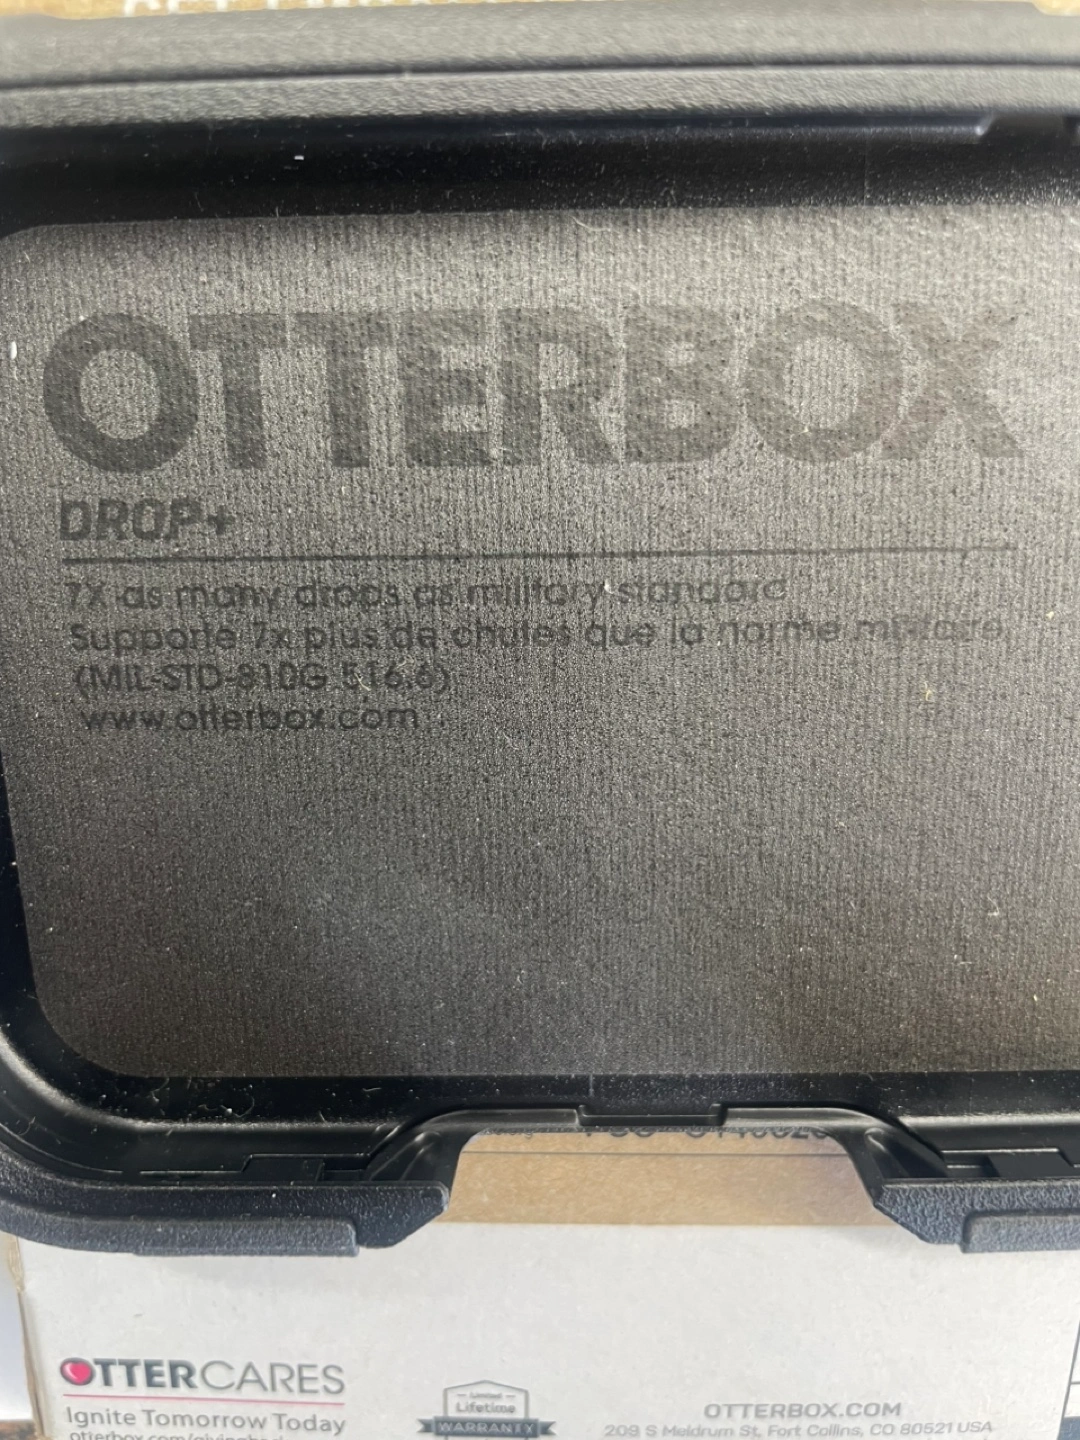 OTTERBOX
DROP+
7X as many drops as military standard
Supporte 7x plus de chutes que la norme militaire
(MIL-STD-810G 516.6)
www.otterbox.com
OTTERCARES
Ignite Tomorrow Today
Limited
Lifetime
WARRANTY
OTTERBOX.COM
209 S Meldrum St, Fort Collins, CO 80521 USA